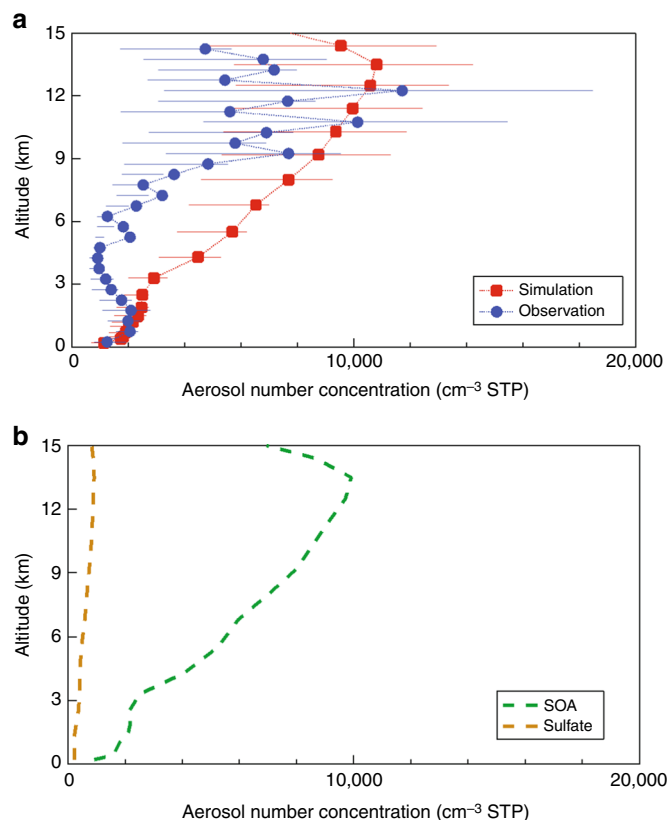 a
15
12
9
6
3
0
Altitude (km)
Simulation
Observation
0
10,000
20,000
Aerosol number concentration (cm⁻³ STP)
b
15
12
9
6
3
0
Altitude (km)
SOA
Sulfate
0
10,000
20,000
Aerosol number concentration (cm⁻³ STP)